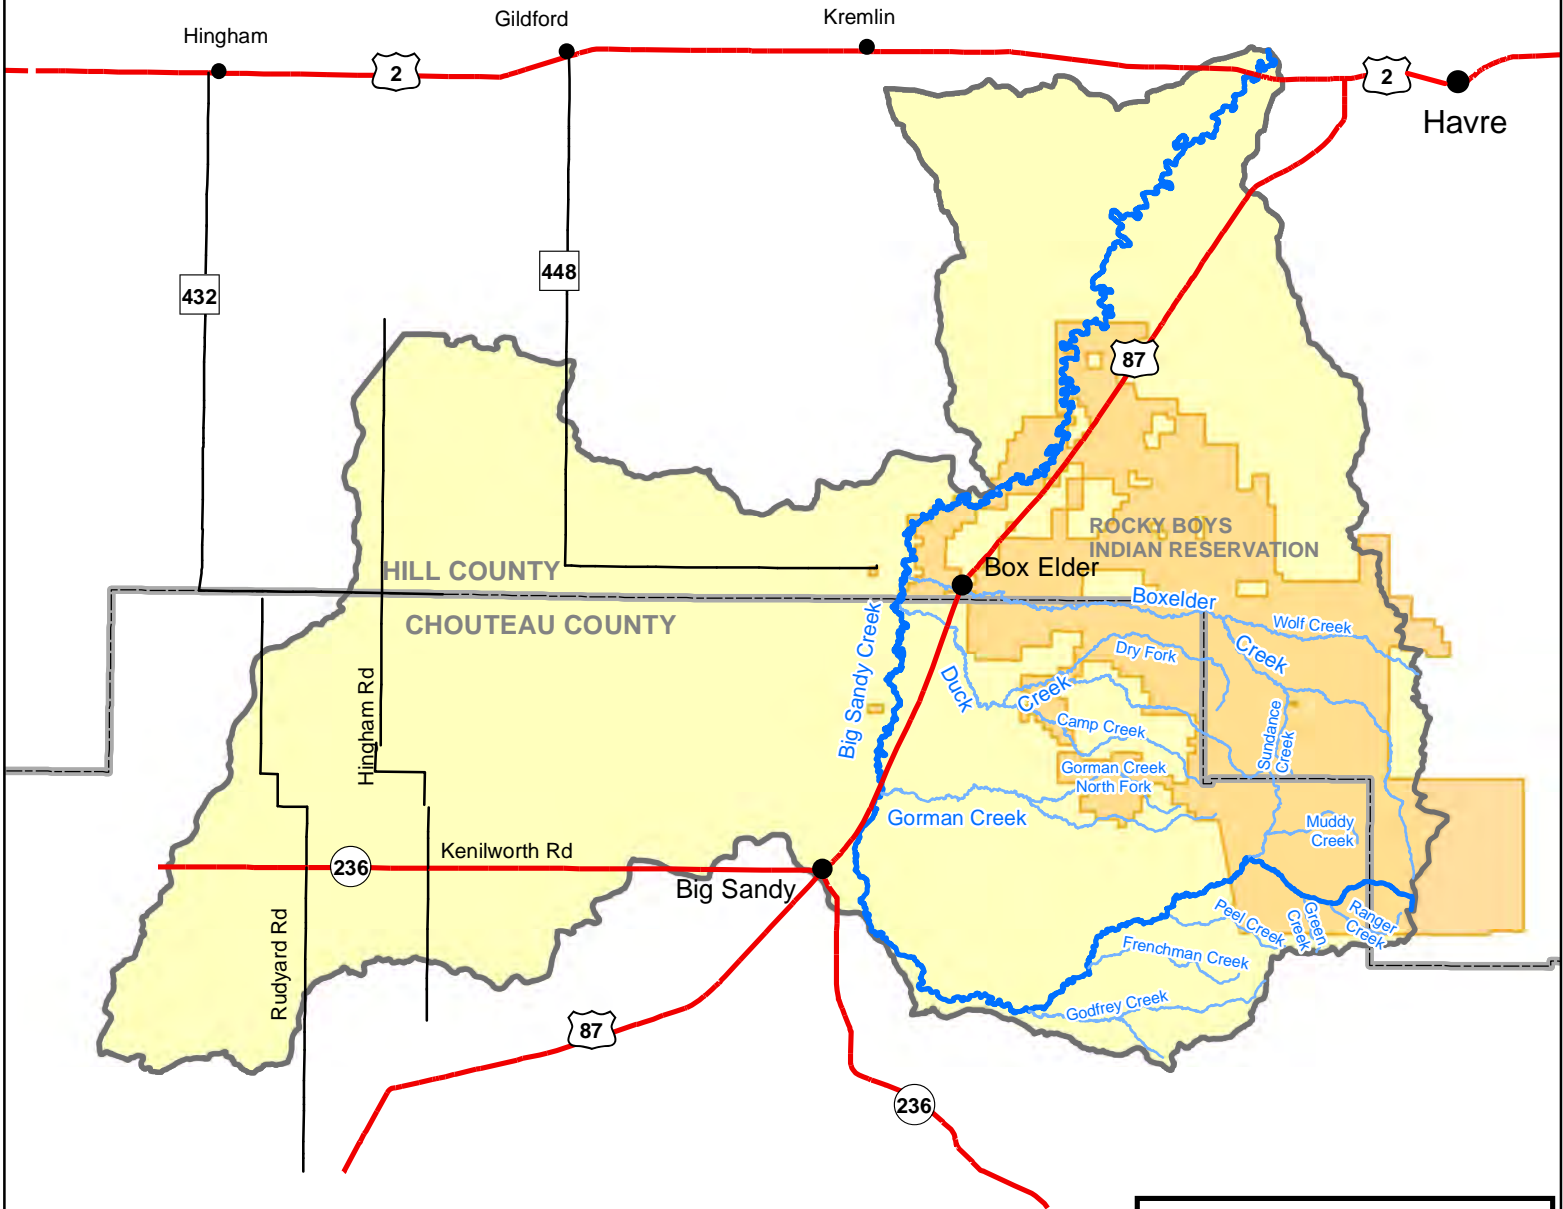 Hingham
Gildford
Kremlin
2
2
Havre
432
448
87
ROCKY BOYS
INDIAN RESERVATION
HILL COUNTY
Box Elder
CHOUTEAU COUNTY
Boxelder
Creek
Wolf Creek
Dry Fork
Big Sandy Creek
Duck
Creek
Hingham Rd
Camp Creek
Sundance
Creek
Gorman Creek
North Fork
Gorman Creek
Muddy
Creek
Kenilworth Rd
236
Big Sandy
Rudyard Rd
Peel Creek
Green
Creek
Ranger
Creek
Frenchman Creek
Godfrey Creek
87
236